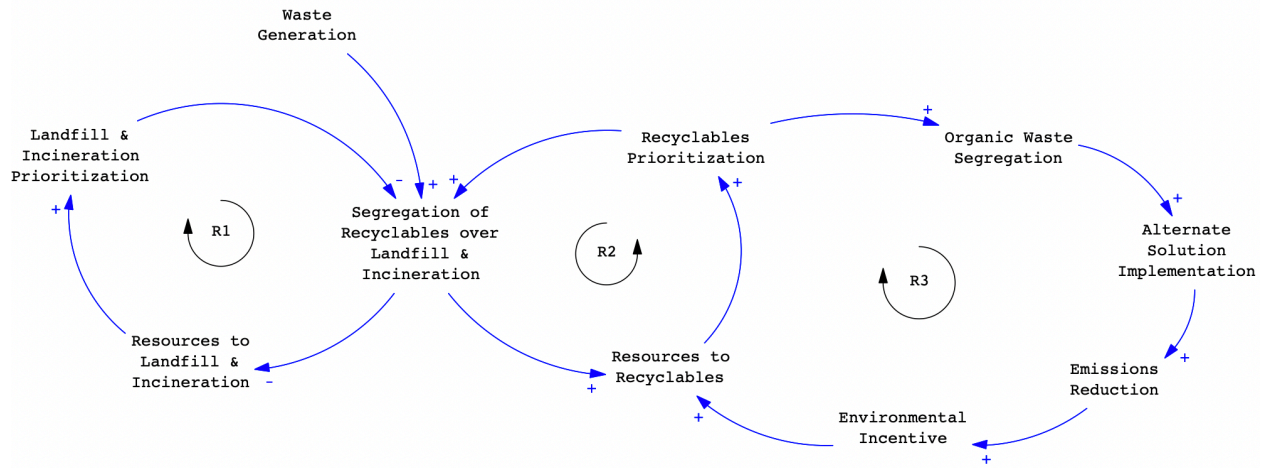 Waste
Generation
Landfill &
Incineration
Prioritization
+
R1
Resources to
Landfill &
Incineration
-
-
+
+
Segregation of
Recyclables over
Landfill &
Incineration
R2
Recyclables
Prioritization
+
Resources to
Recyclables
+
+
R3
+
Organic Waste
Segregation
+
Alternate
Solution
Implementation
+
Emissions
Reduction
Environmental
Incentive
+